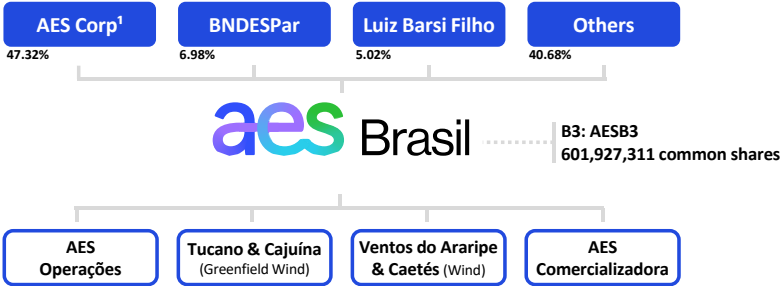 AES Corp¹
BNDESPar
Luiz Barsi Filho
Others
47.32%
6.98%
5.02%
40.68%
aes Brasil
B3: AESB3
601,927,311 common shares
AES
Operações
Tucano & Cajuína
(Greenfield Wind)
Ventos do Araripe
& Caetés (Wind)
AES
Comercializadora